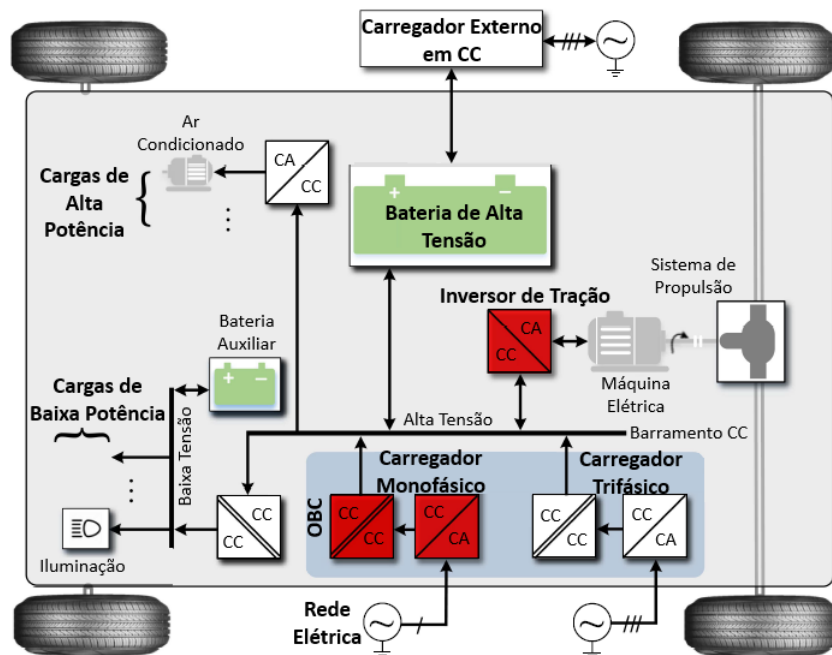 Carregador Externo
em CC
Ar
Condicionado
CA
CC
Cargas de
Alta
Potência
Bateria de Alta
Tensão
Inversor de Tração
CA
CC
Sistema de
Propulsão
Máquina
Elétrica
Bateria
Auxiliar
Cargas de
Baixa Potência
Baixa Tensão
Alta Tensão
Barramento CC
Iluminação
CC
CC
OBC
Carregador
Monofásico
CC
CC
CC
CA
Carregador
Trifásico
CC
CC
CC
CA
Rede
Elétrica